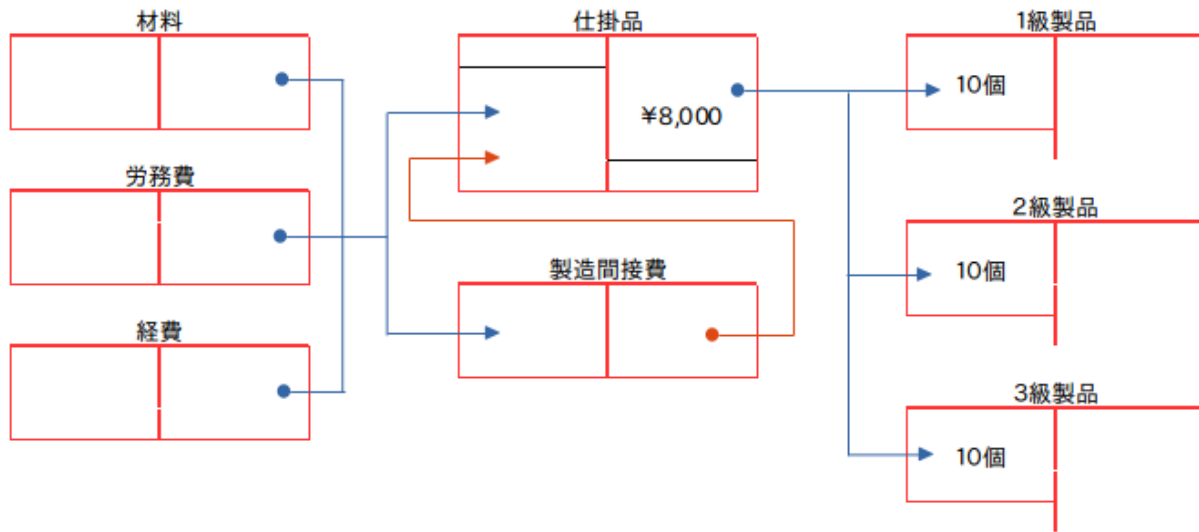 材料
仕掛品
1級製品
10個
¥8,000
労務費
2級製品
製造間接費
10個
経費
3級製品
10個